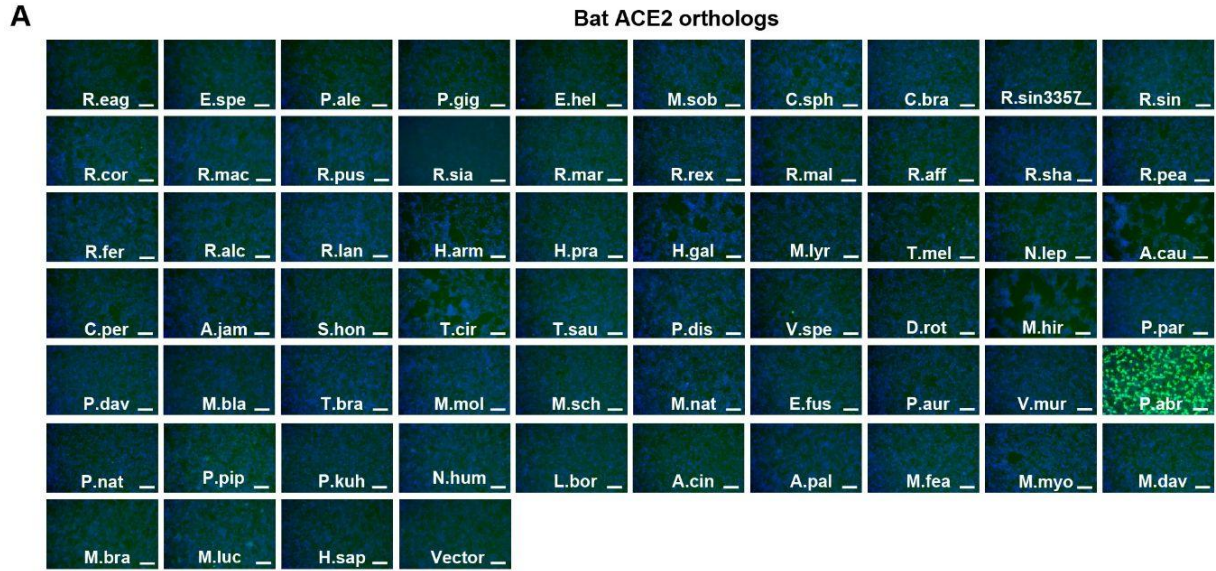 A
Bat ACE2 orthologs
R.eag E.spe P.ale P.gig E.hel M.sob C.sph C.bra R.sin3357 R.sin
R.cor R.mac R.pus R.sia R.mar R.rex R.mal R.aff R.sha R.pea
R.fer R.alc R.lan H.arm H.pra H.gal M.lyr T.mel N.lep A.cau
C.per A.jam S.hon T.cir T.sau P.dis V.spe D.rot M.hir P.par
P.dav M.bla T.bra M.mol M.sch M.nat E.fus P.aur V.mur P.abr
P.nat P.pip P.kuh N.hum L.bor A.cin A.pal M.fea M.myo M.dav
M.bra M.luc H.sap Vector